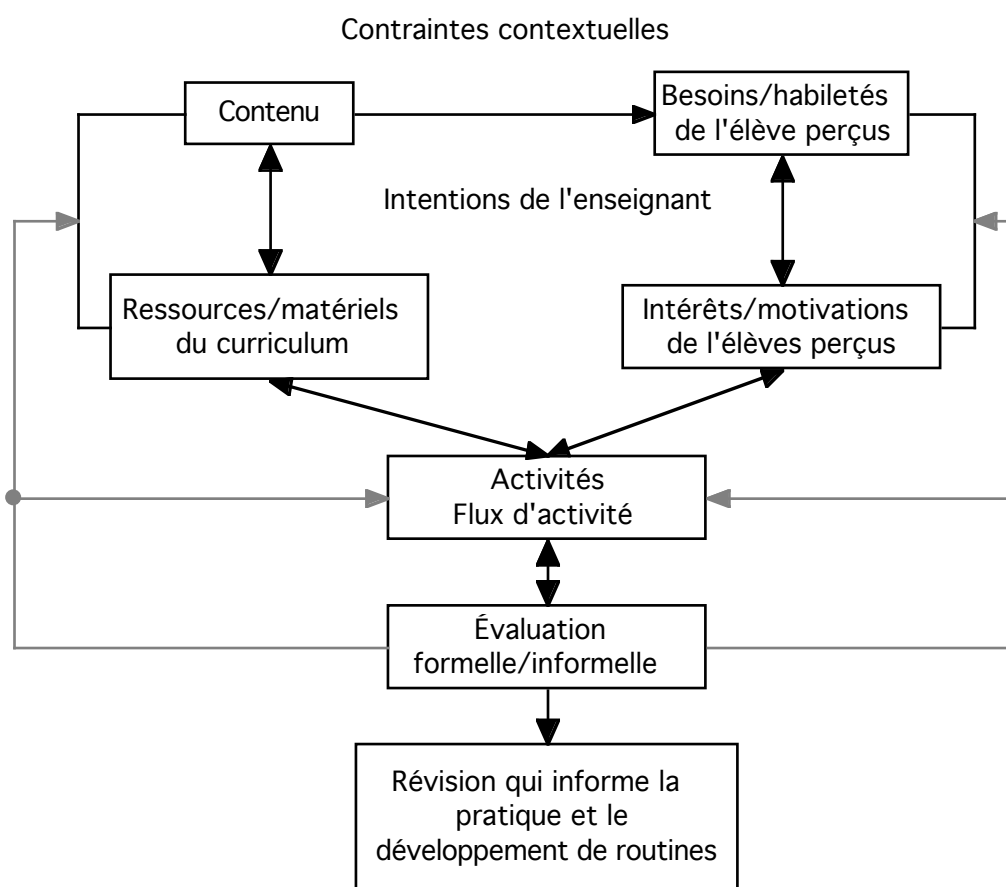 Contraintes contextuelles
Contenu
Besoins/habiletés
de l'élève perçus
Intentions de l'enseignant
Ressources/matériels
du curriculum
Intérêts/motivations
de l'élèves perçus
Activités
Flux d'activité
Évaluation
formelle/informelle
Révision qui informe la
pratique et le
développement de routines